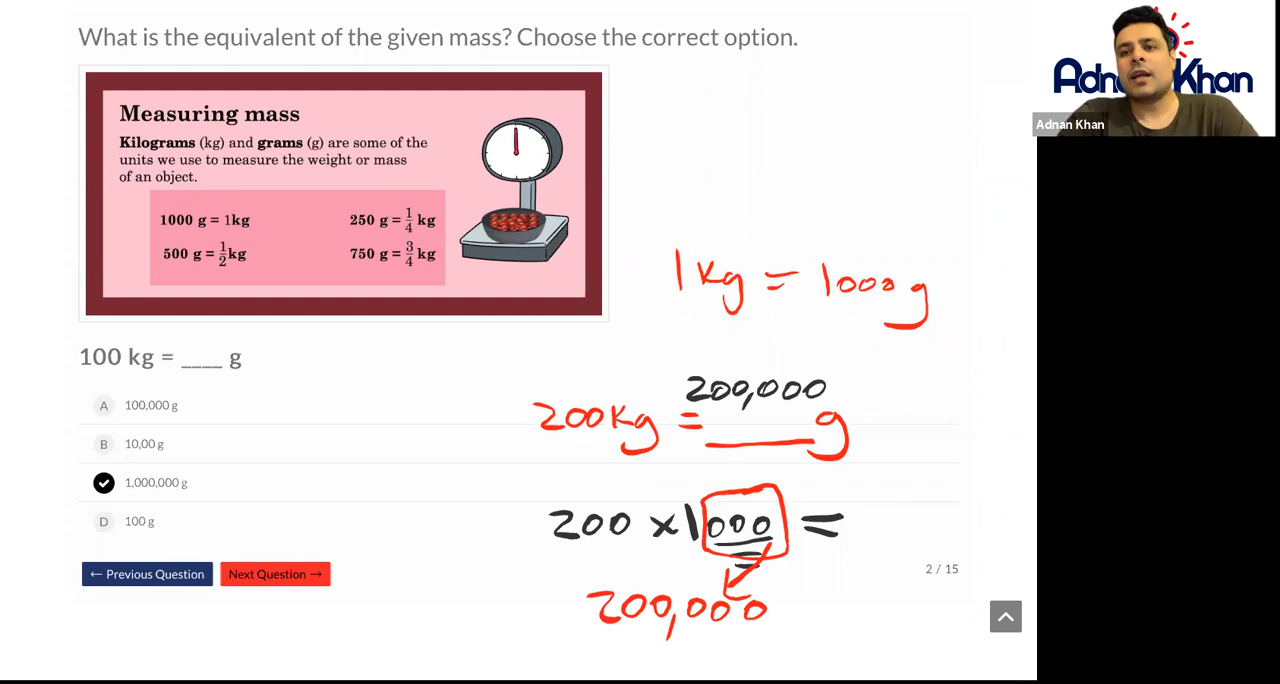 What is the equivalent of the given mass? Choose the correct option.
Measuring mass
Kilograms (kg) and grams (g) are some of the
units we use to measure the weight or mass
of an object.
1000 g = 1kg
250 g = 1/4 kg
500 g = 1/2 kg
750 g = 3/4 kg
100 kg = ____ g
A 100,000 g
B 10,00 g
1,000,000 g
D 100 g
← Previous Question
Next Question →
2 / 15
1 kg = 1000 g
200,000
200 Kg = ____ g
200 x 1000 =
200,000
Khan
Adnan Khan